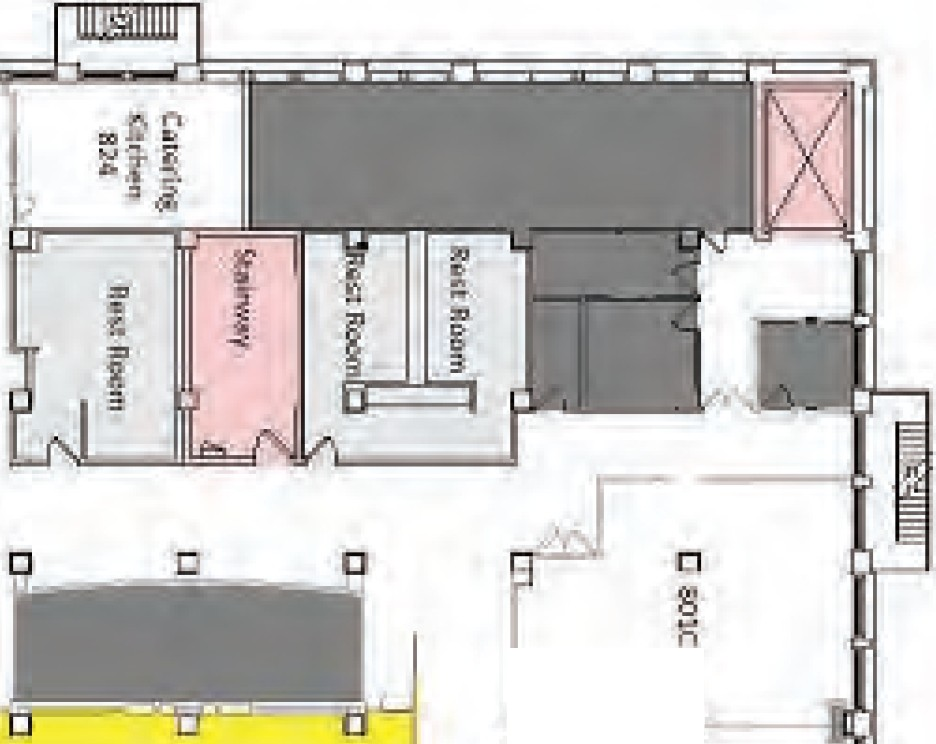 Catering
Kitchen
824
Rest Room
Stairway
Rest Room
Rest Room
801C